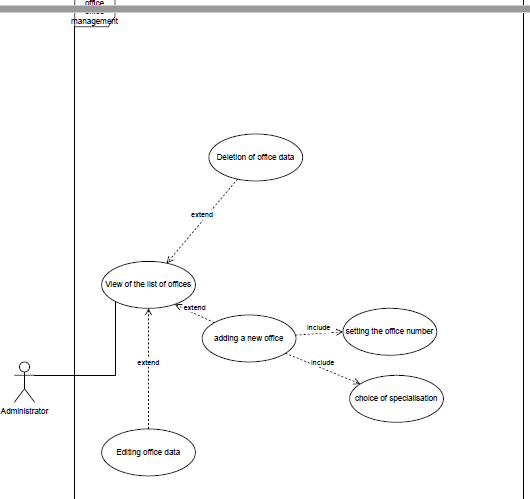 office
management
Deletion of office data
extend
View of the list of offices
extend
adding a new office
include
setting the office number
include
extend
choice of specialisation
Administrator
Editing office data